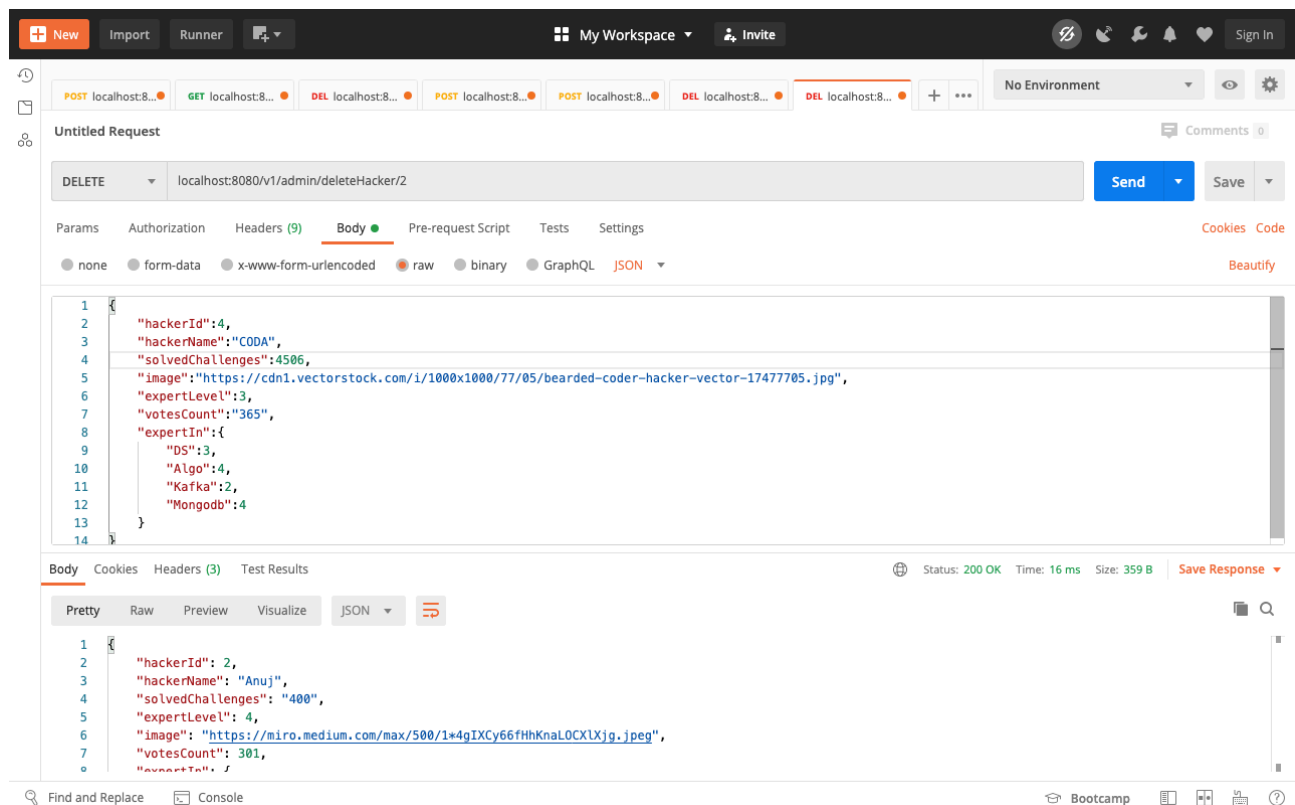 New Import Runner My Workspace Invite Sign In
POST localhost:8... GET localhost:8... DEL localhost:8... POST localhost:8... POST localhost:8... DEL localhost:8... DEL localhost:8... No Environment
Untitled Request Comments 0
DELETE localhost:8080/v1/admin/deleteHacker/2 Send Save
Params Authorization Headers (9) Body Pre-request Script Tests Settings Cookies Code
none form-data x-www-form-urlencoded raw binary GraphQL JSON Beautify
1 {
2 "hackerId":4,
3 "hackerName":"CODA",
4 "solvedChallenges":4506,
5 "image":"https://cdn1.vectorstock.com/i/1000x1000/77/05/bearded-coder-hacker-vector-17477705.jpg",
6 "expertLevel":3,
7 "votesCount":"365",
8 "expertIn":{
9 "DS":3,
10 "Algo":4,
11 "Kafka":2,
12 "Mongodb":4
13 }
14 }
Body Cookies Headers (3) Test Results Status: 200 OK Time: 16 ms Size: 359 B Save Response
Pretty Raw Preview Visualize JSON
1 {
2 "hackerId": 2,
3 "hackerName": "Anuj",
4 "solvedChallenges": "400",
5 "expertLevel": 4,
6 "image": "https://miro.medium.com/max/500/1*4gIXCy66fHhKnaLOCXlXjg.jpeg",
7 "votesCount": 301,
8 "expertIn": {
Find and Replace Console Bootcamp